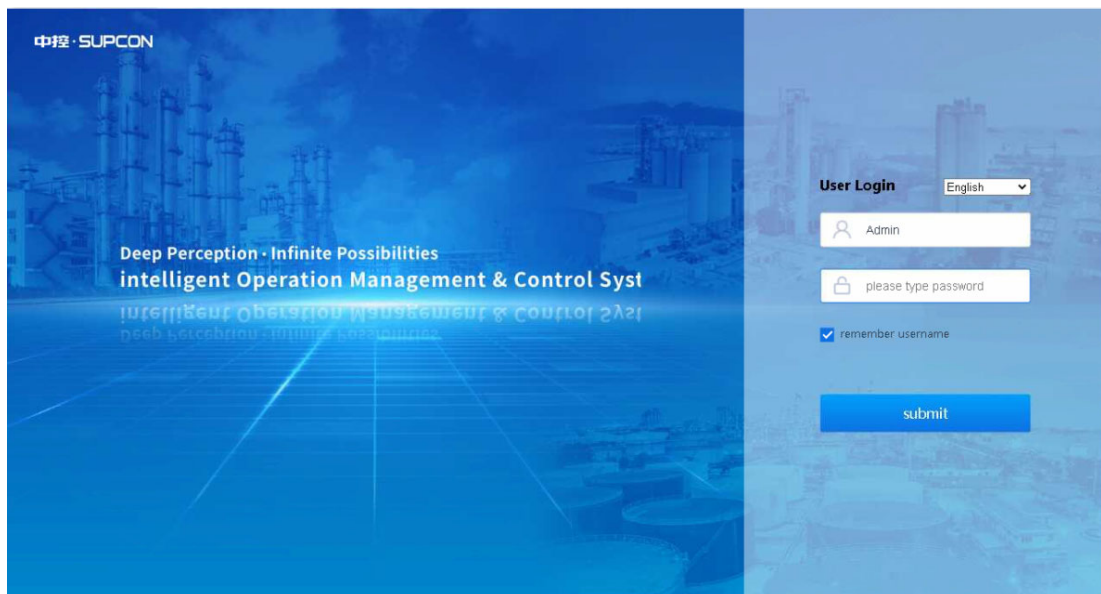 中控·SUPCON
User Login
English
Admin
Deep Perception · Infinite Possibilities
intelligent Operation Management & Control Syst
please type password
remember username
submit